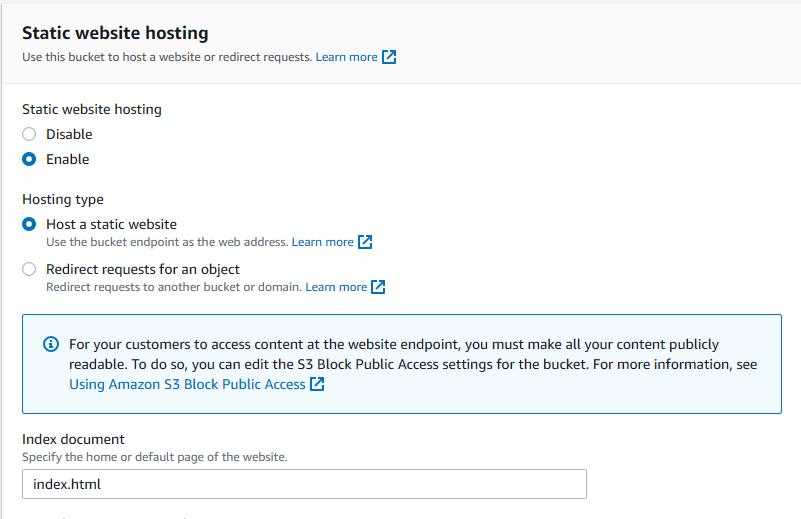 Static website hosting
Use this bucket to host a website or redirect requests. Learn more
Static website hosting
Disable
Enable
Hosting type
Host a static website
Use the bucket endpoint as the web address. Learn more
Redirect requests for an object
Redirect requests to another bucket or domain. Learn more
For your customers to access content at the website endpoint, you must make all your content publicly
readable. To do so, you can edit the S3 Block Public Access settings for the bucket. For more information, see
Using Amazon S3 Block Public Access
Index document
Specify the home or default page of the website.
index.html